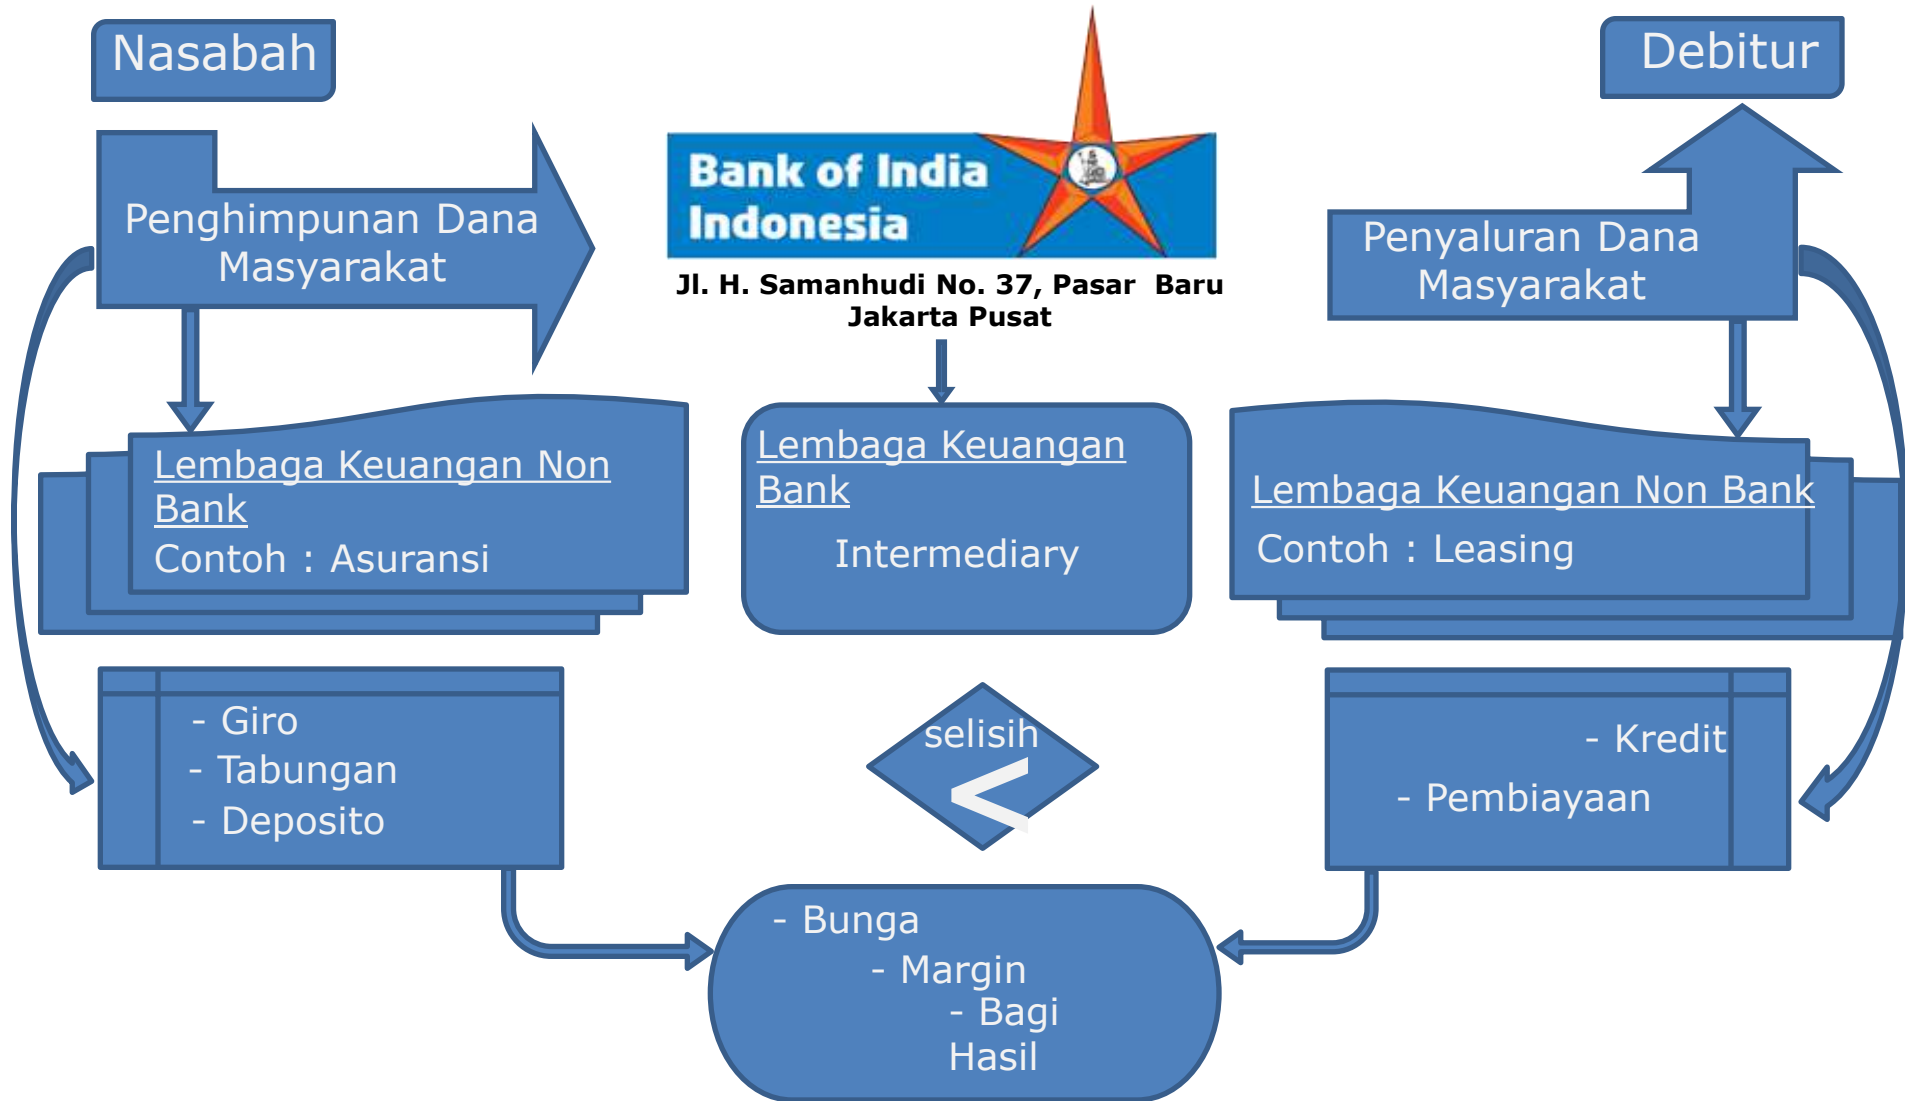 Nasabah
Debitur
Bank of India
Indonesia
Penghimpunan Dana
Masyarakat
Penyaluran Dana
Masyarakat
Jl. H. Samanhudi No. 37, Pasar Baru
Jakarta Pusat
Lembaga Keuangan Non
Bank
Contoh : Asuransi
Lembaga Keuangan
Bank
Intermediary
Lembaga Keuangan Non Bank
Contoh : Leasing
- Giro
- Tabungan
- Deposito
selisih
<
- Kredit
- Pembiayaan
- Bunga
- Margin
- Bagi
Hasil